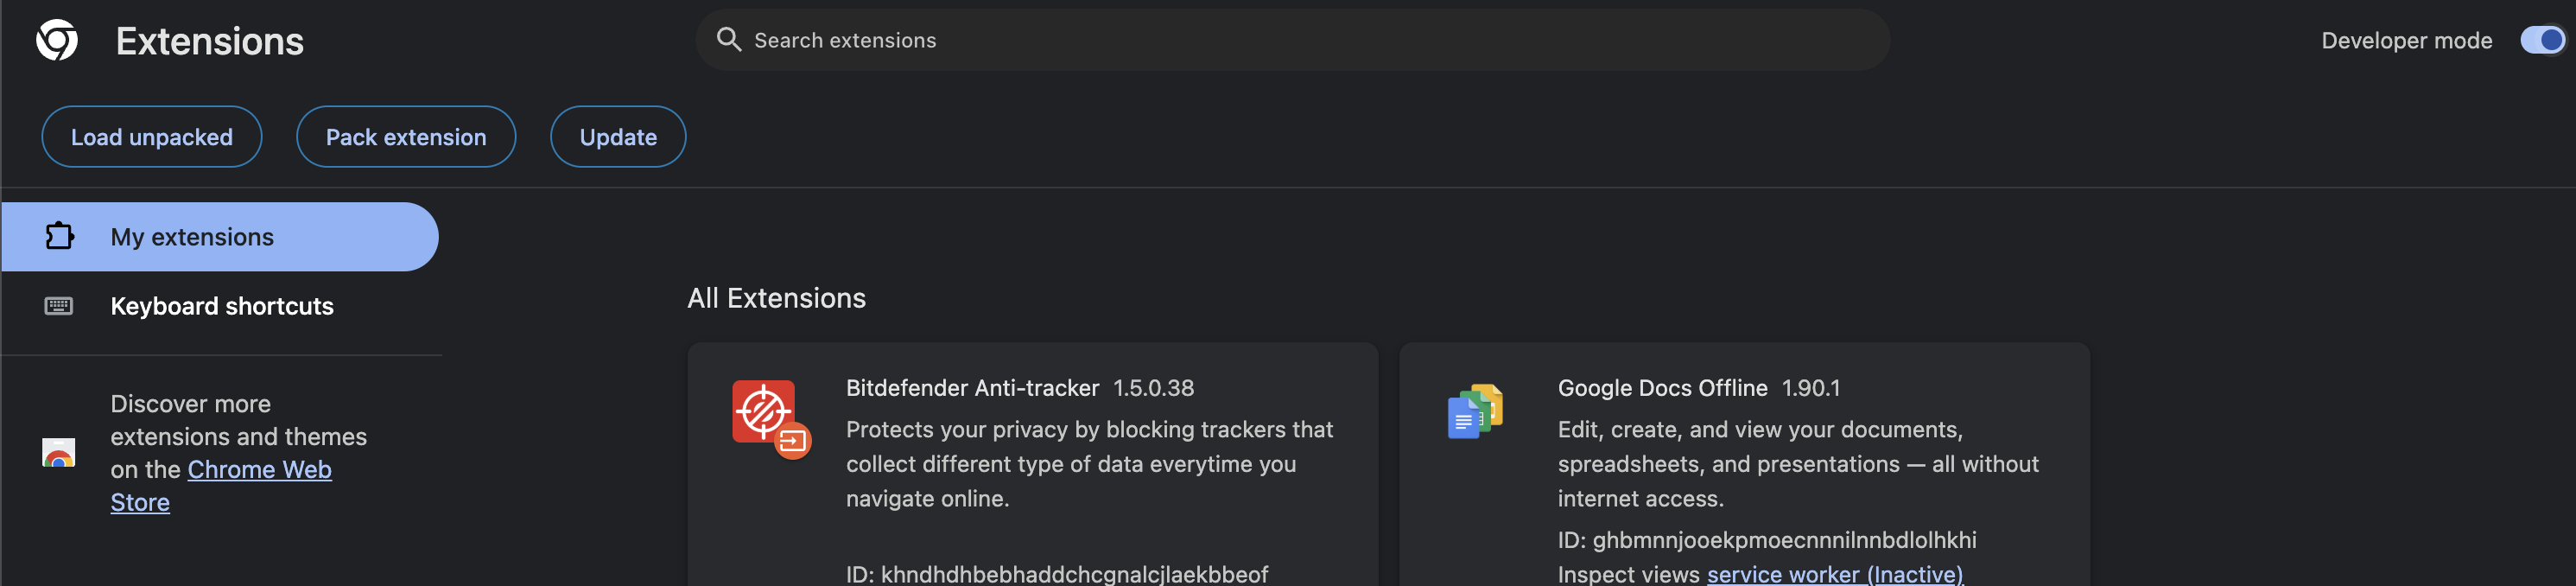 Extensions
Search extensions
Developer mode
Load unpacked
Pack extension
Update
My extensions
Keyboard shortcuts
Discover more
extensions and themes
on the Chrome Web
Store
All Extensions
Bitdefender Anti-tracker 1.5.0.38
Protects your privacy by blocking trackers that
collect different type of data everytime you
navigate online.
ID: khndhdhbebhaddchcgnalcjlaekbbeof
Google Docs Offline 1.90.1
Edit, create, and view your documents,
spreadsheets, and presentations — all without
internet access.
ID: ghbmnnjooekpmoecnnnilnnbdlolhkhi
Inspect views service worker (Inactive)